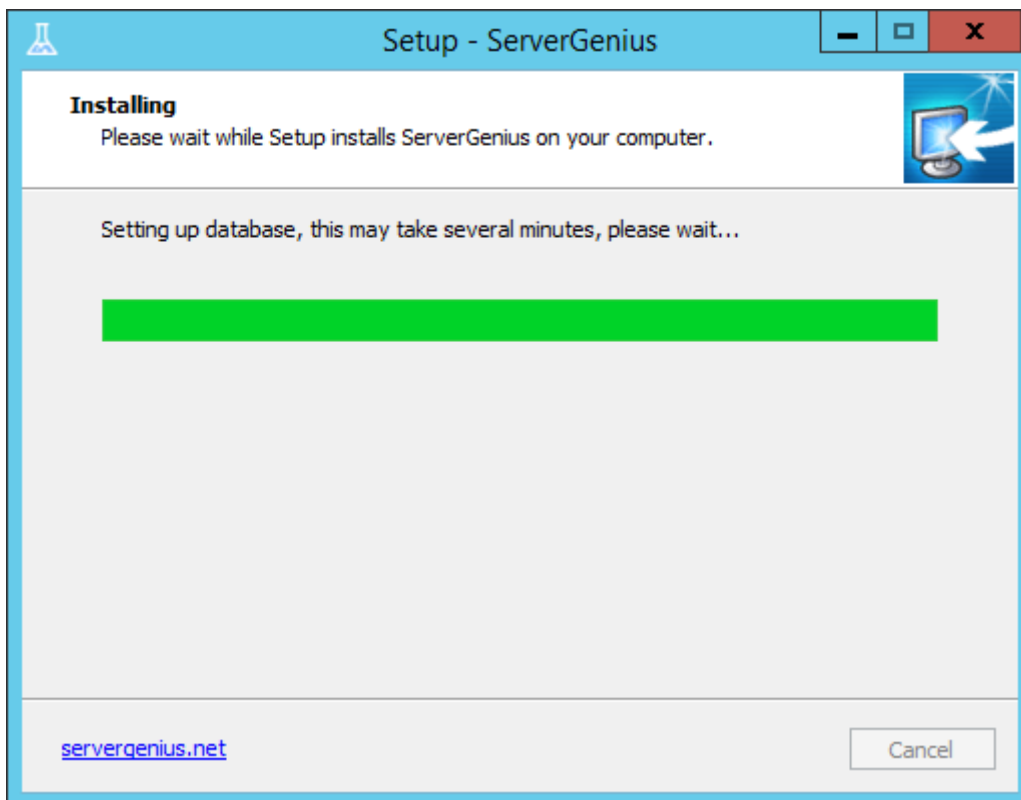 Setup - ServerGenius
Installing
Please wait while Setup installs ServerGenius on your computer.
Setting up database, this may take several minutes, please wait...
servergenius.net
Cancel